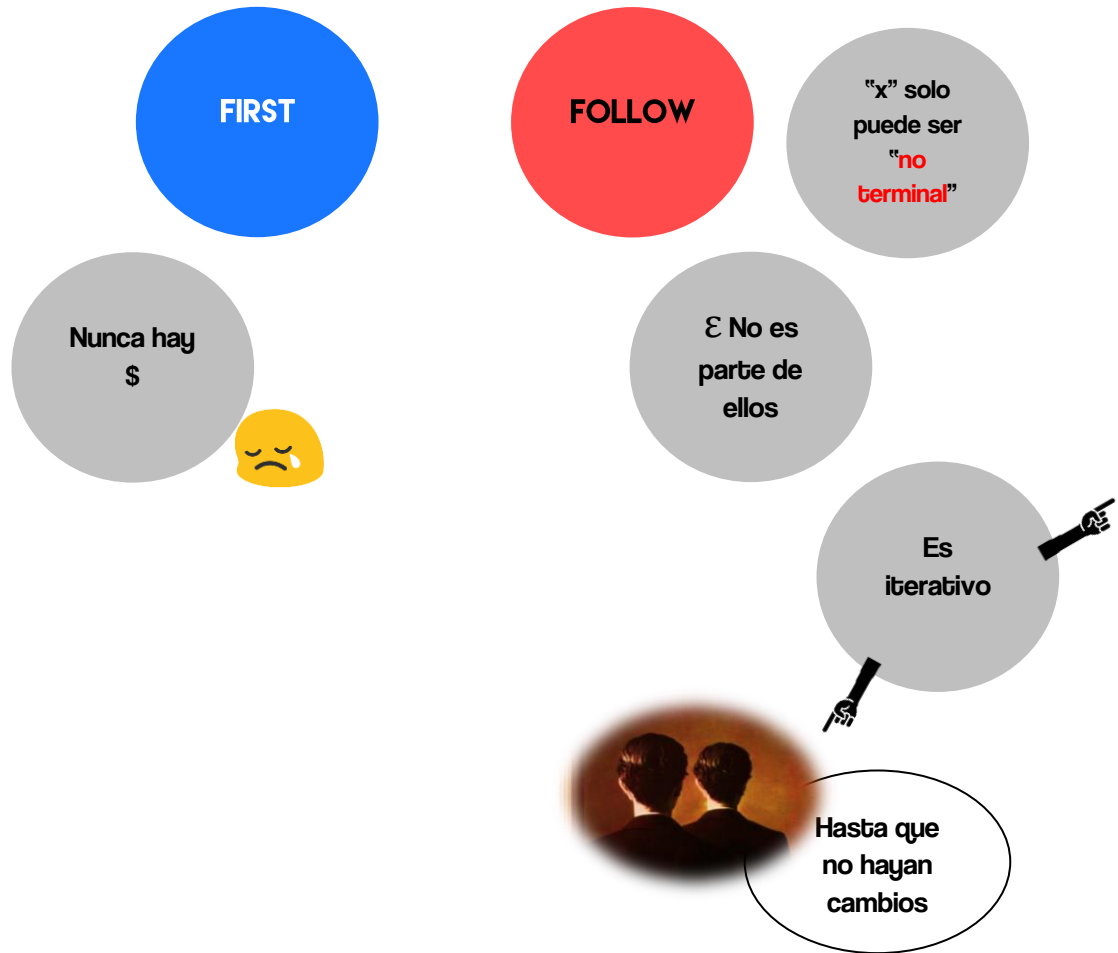 FIRST
FOLLOW
“x” solo
puede ser
“no
terminal”
Nunca hay
$
Ɛ No es
parte de
ellos
Es
iterativo
Hasta que
no hayan
cambios